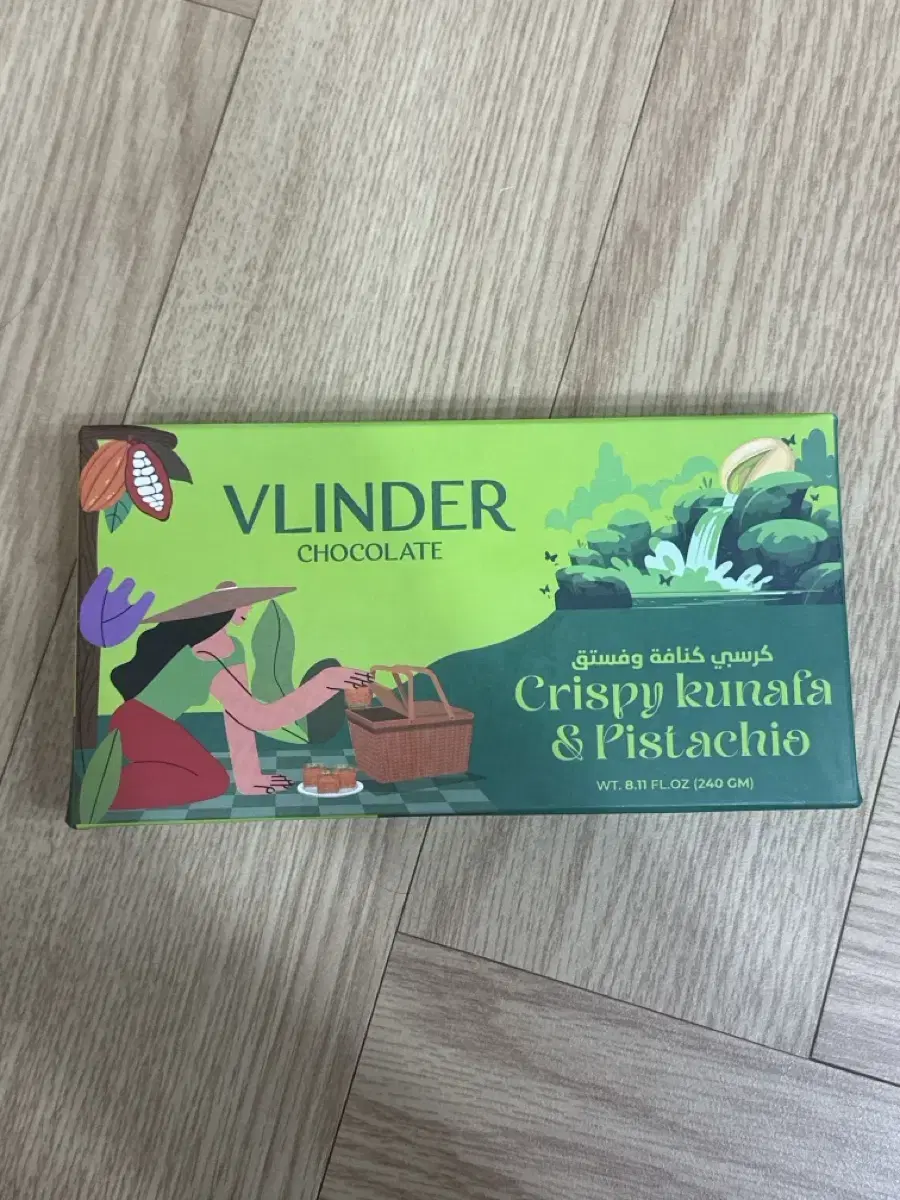 VLINDER
CHOCOLATE
كرسبي كنافة وفستق
Crispy kunafa
& Pistachio
WT. 8.11 FL.OZ (240 GM)